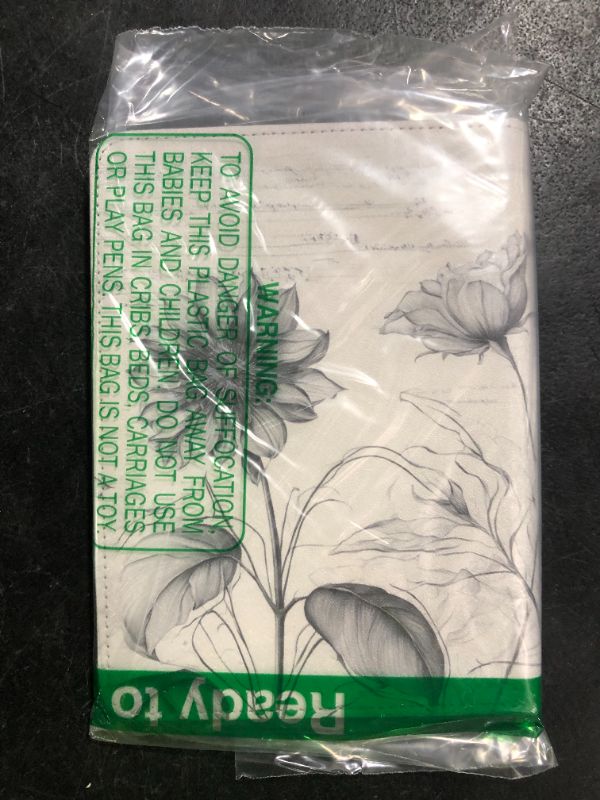 WARNING:
TO AVOID DANGER OF SUFFOCATION
KEEP THIS PLASTIC BAG AWAY FROM
BABIES AND CHILDREN. DO NOT USE
THIS BAG IN CRIBS, BEDS, CARRIAGES
OR PLAY PENS. THIS BAG IS NOT A TOY.
Ready to